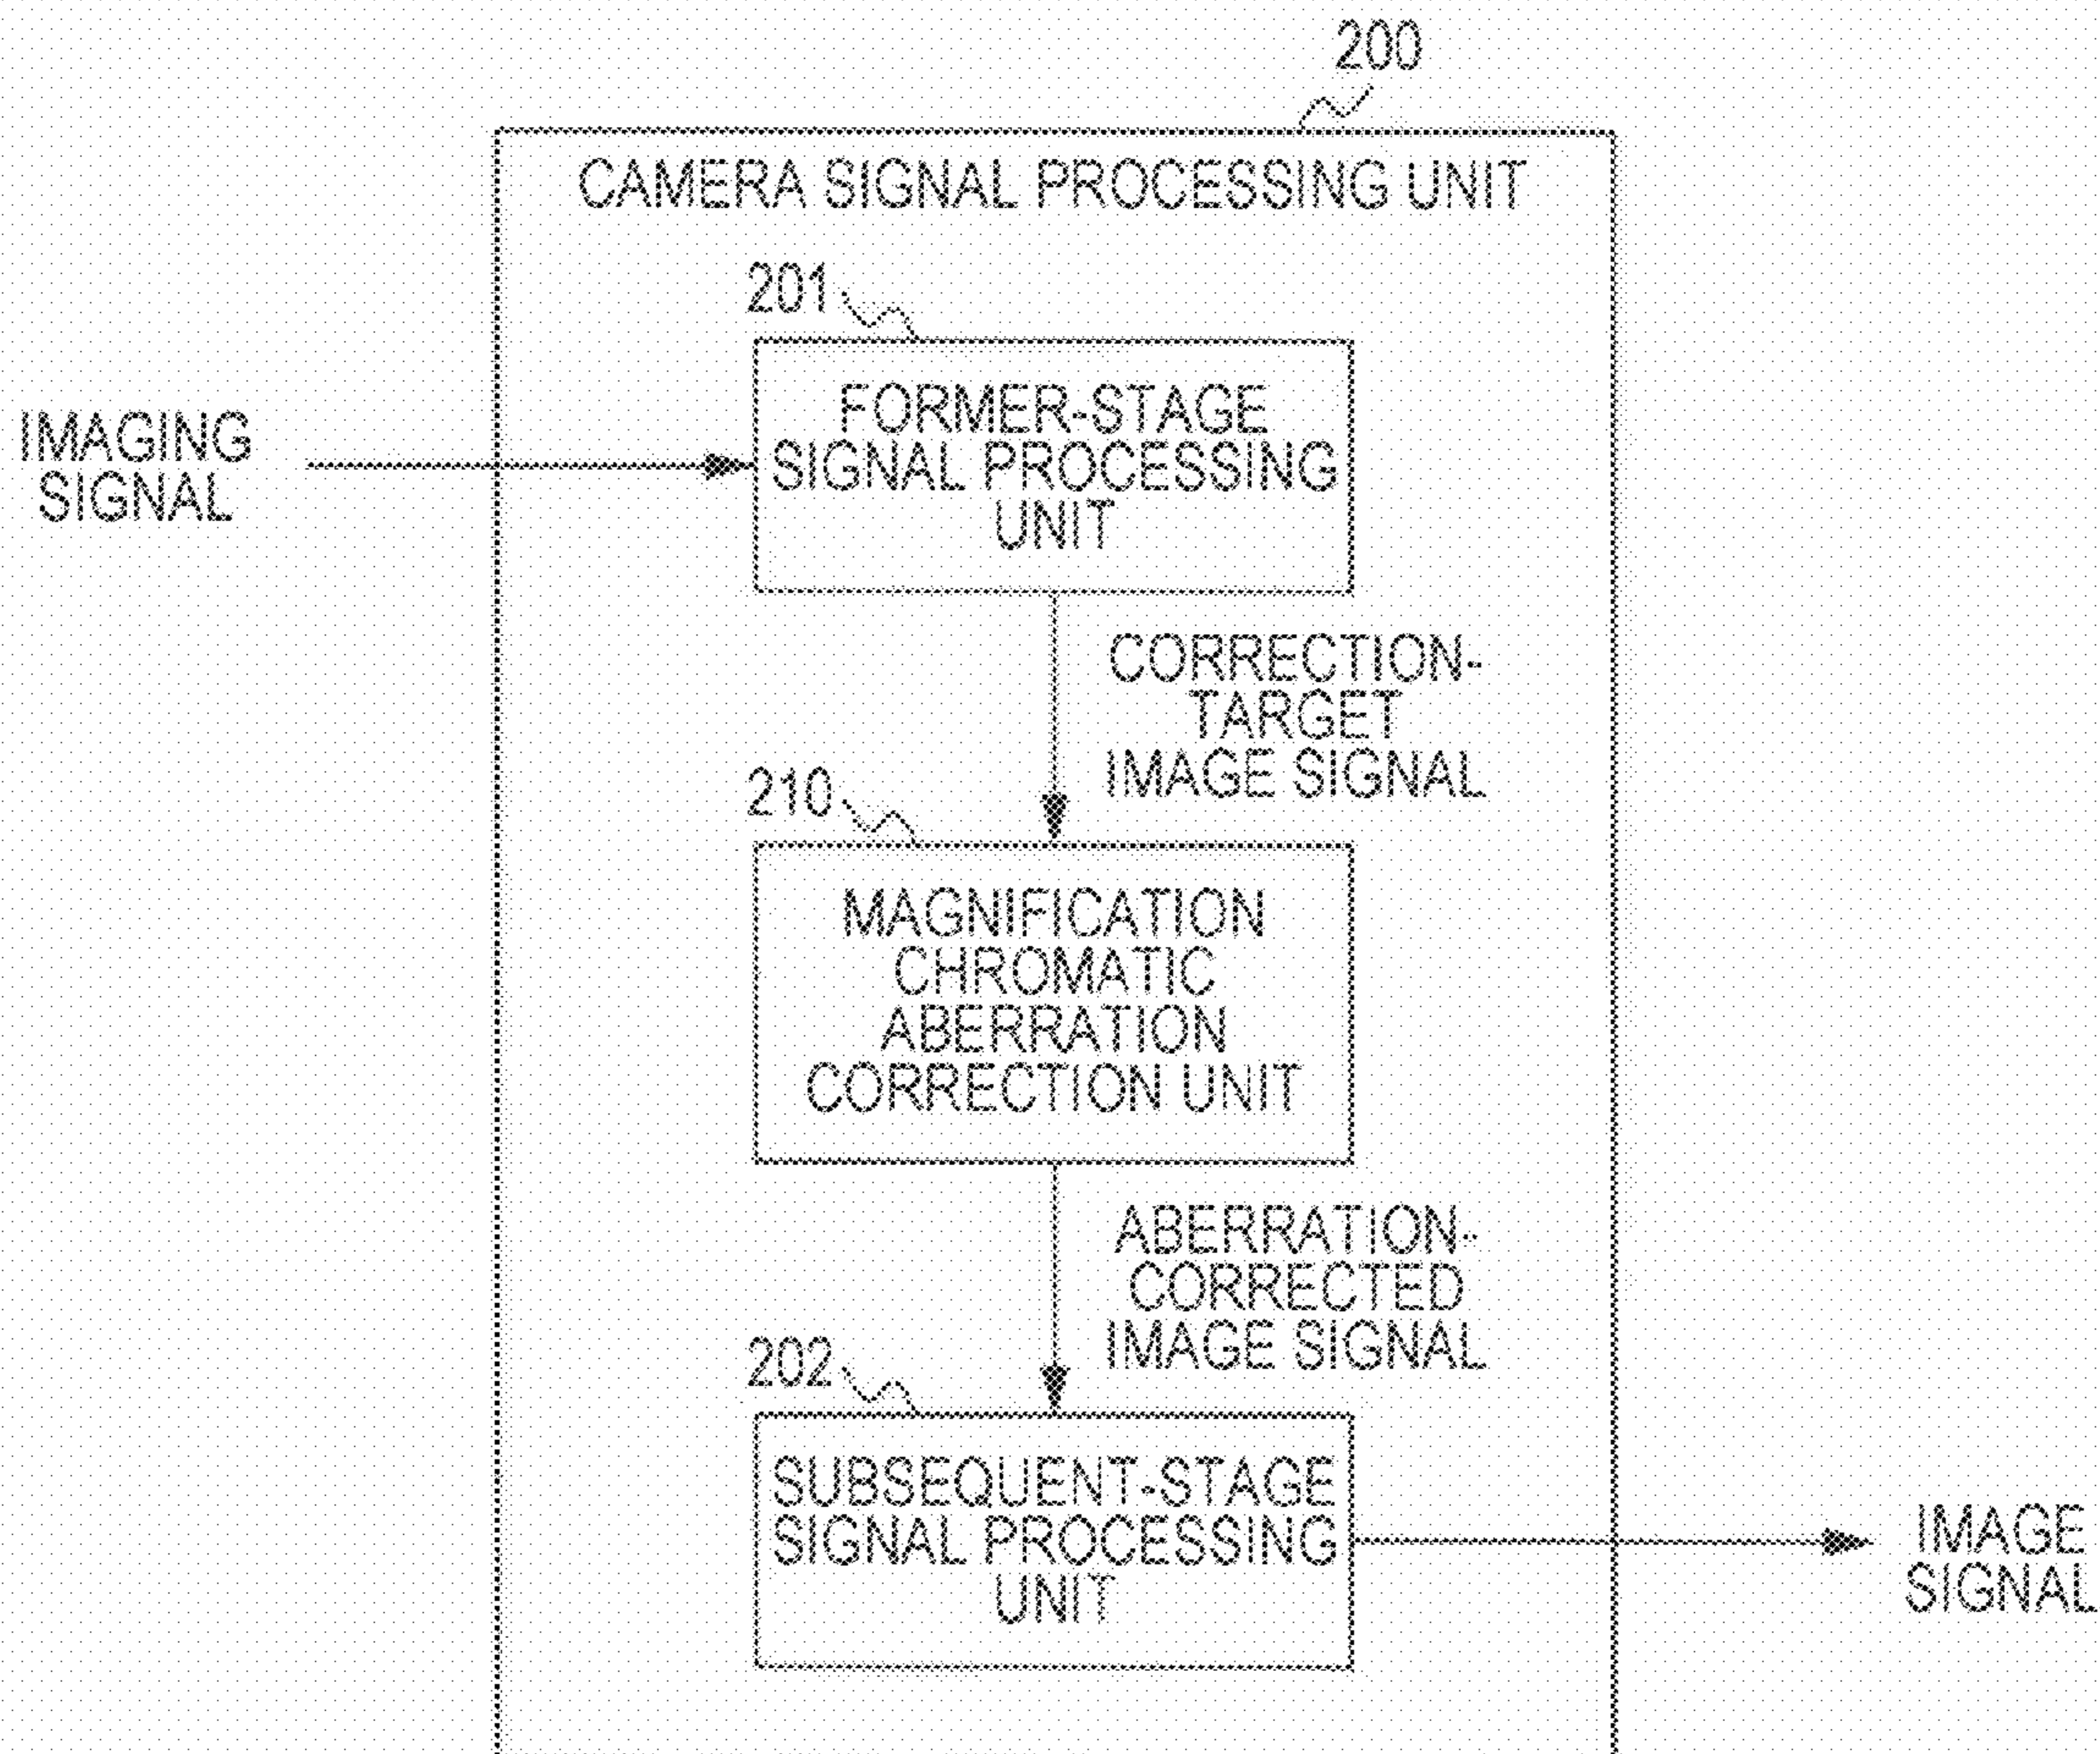 200
CAMERA SIGNAL PROCESSING UNIT
201
FORMER-STAGE
SIGNAL PROCESSING
UNIT
IMAGING
SIGNAL
CORRECTION-
TARGET
IMAGE SIGNAL
210
MAGNIFICATION
CHROMATIC
ABERRATION
CORRECTION UNIT
ABERRATION-
CORRECTED
IMAGE SIGNAL
202
SUBSEQUENT-STAGE
SIGNAL PROCESSING
UNIT
IMAGE
SIGNAL